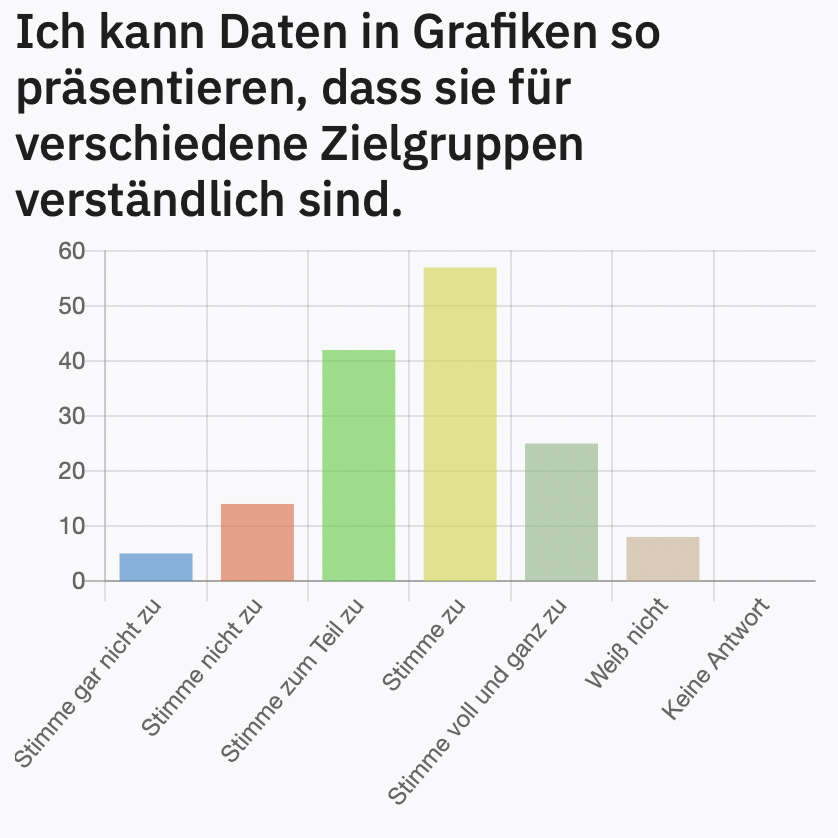 Ich kann Daten in Grafiken so
präsentieren, dass sie für
verschiedene Zielgruppen
verständlich sind.
60
50
40
30
20
10
0
Stimme gar nicht zu
Stimme nicht zu
Stimme zum Teil zu
Stimme zu
Stimme voll und ganz zu
Weiß nicht
Keine Antwort